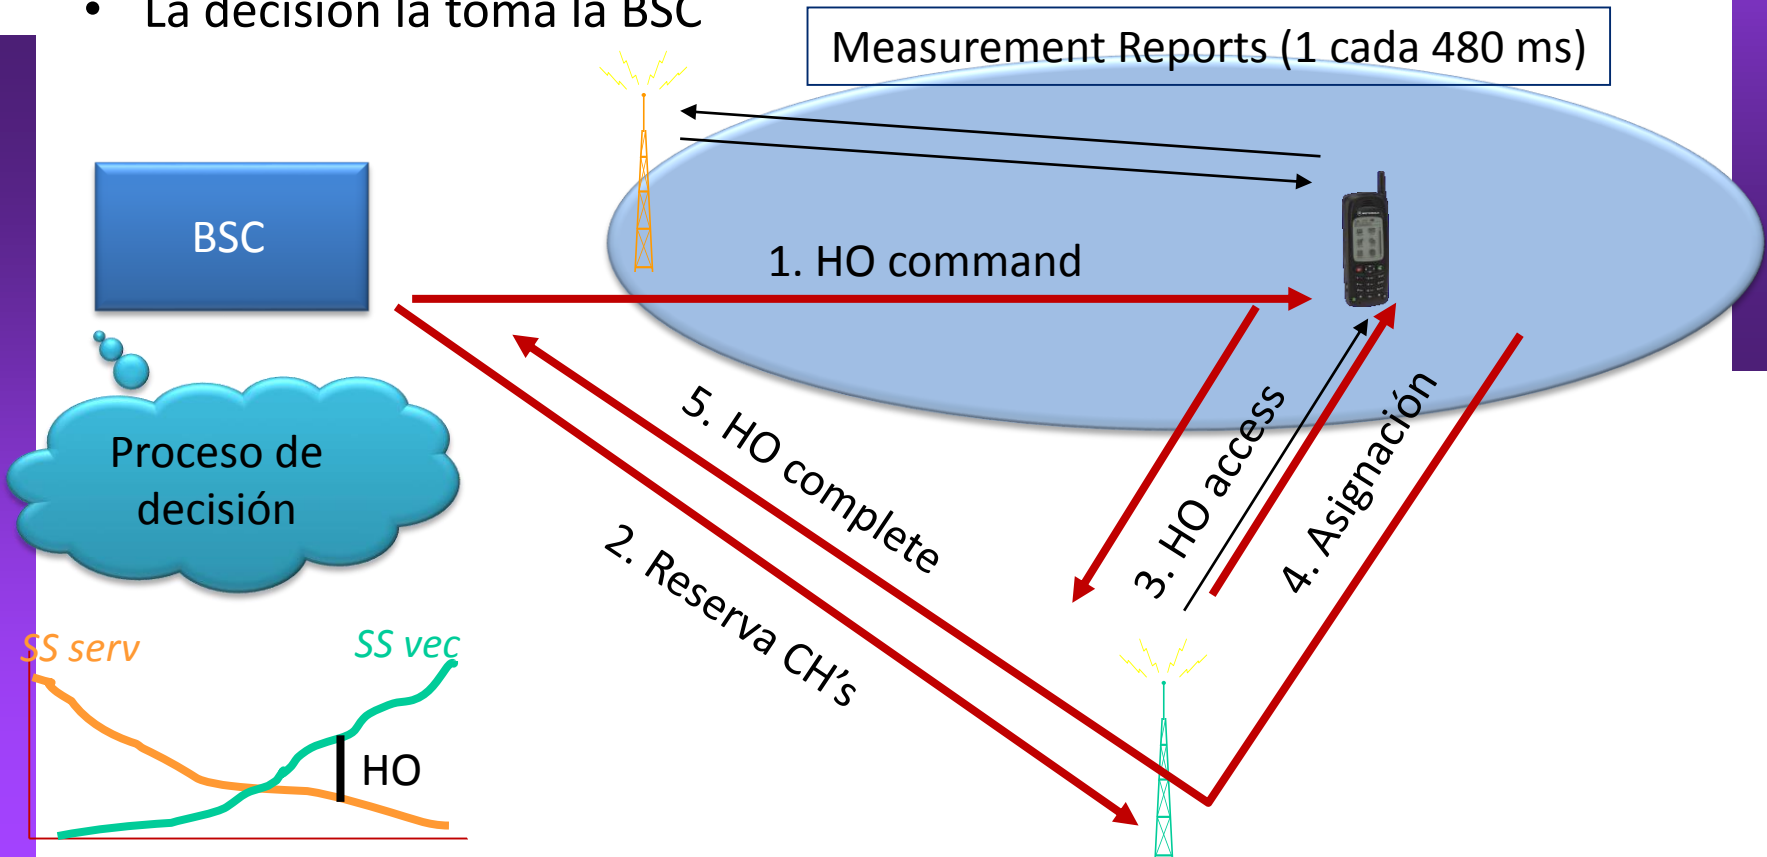 • La decisión la toma la BSC
Measurement Reports (1 cada 480 ms)
BSC
1. HO command
Proceso de
decisión
5. HO complete
2. Reserva CH's
3. HO access
4. Asignación
SS serv
SS vec
HO